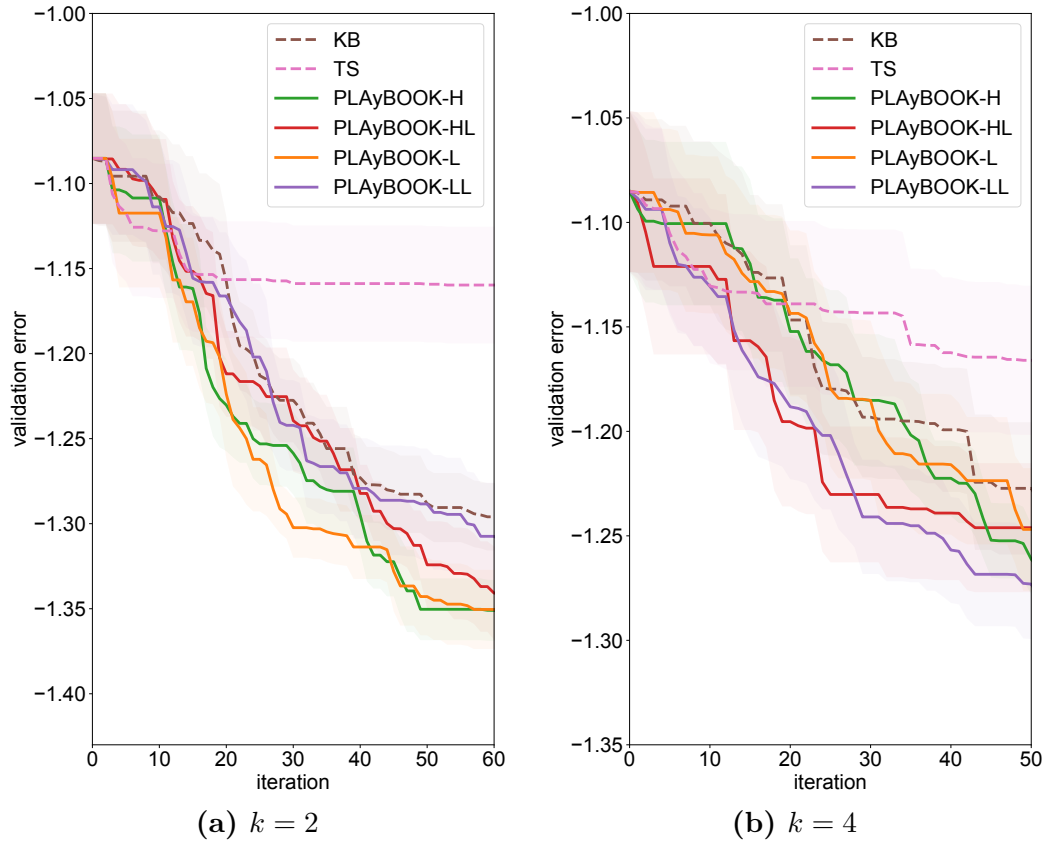 −1.00
−1.05
−1.10
−1.15
−1.20
−1.25
−1.30
−1.35
−1.40
validation error
0 10 20 30 40 50 60
iteration
KB
TS
PLAyBOOK-H
PLAyBOOK-HL
PLAyBOOK-L
PLAyBOOK-LL
(a) k = 2
−1.00
−1.05
−1.10
−1.15
−1.20
−1.25
−1.30
−1.35
validation error
0 10 20 30 40 50
iteration
KB
TS
PLAyBOOK-H
PLAyBOOK-HL
PLAyBOOK-L
PLAyBOOK-LL
(b) k = 4